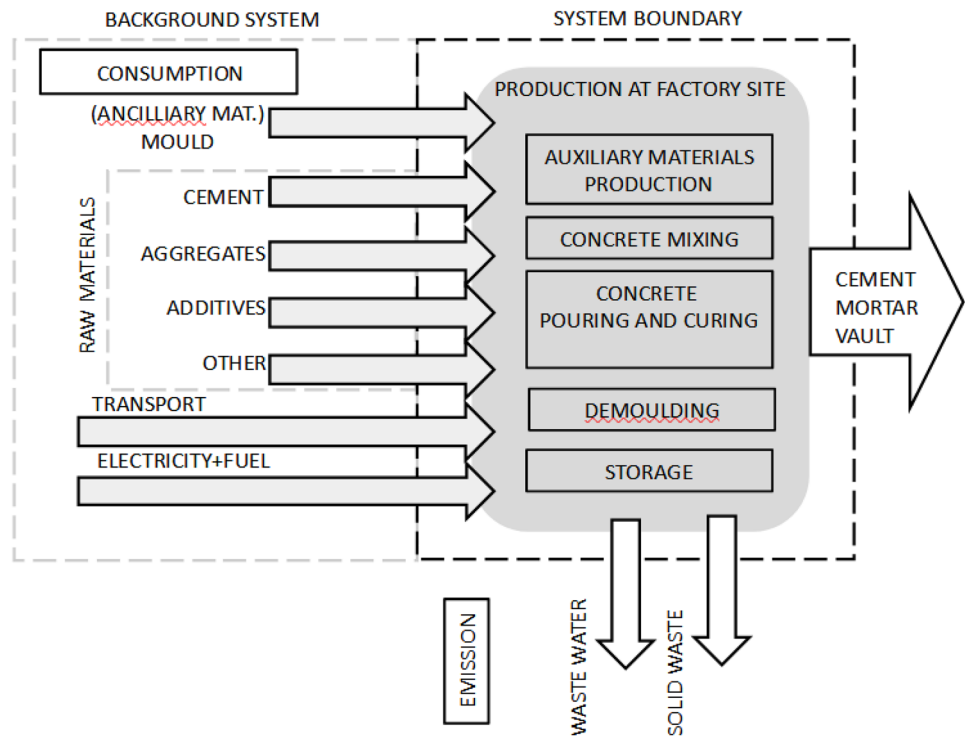 BACKGROUND SYSTEM
SYSTEM BOUNDARY
CONSUMPTION
(ANCILLIARY MAT.)
MOULD
RAW MATERIALS
CEMENT
AGGREGATES
ADDITIVES
OTHER
TRANSPORT
ELECTRICITY+FUEL
PRODUCTION AT FACTORY SITE
AUXILIARY MATERIALS
PRODUCTION
CONCRETE MIXING
CONCRETE
POURING AND CURING
DEMOULDING
STORAGE
CEMENT
MORTAR
VAULT
EMISSION
WASTE WATER
SOLID WASTE